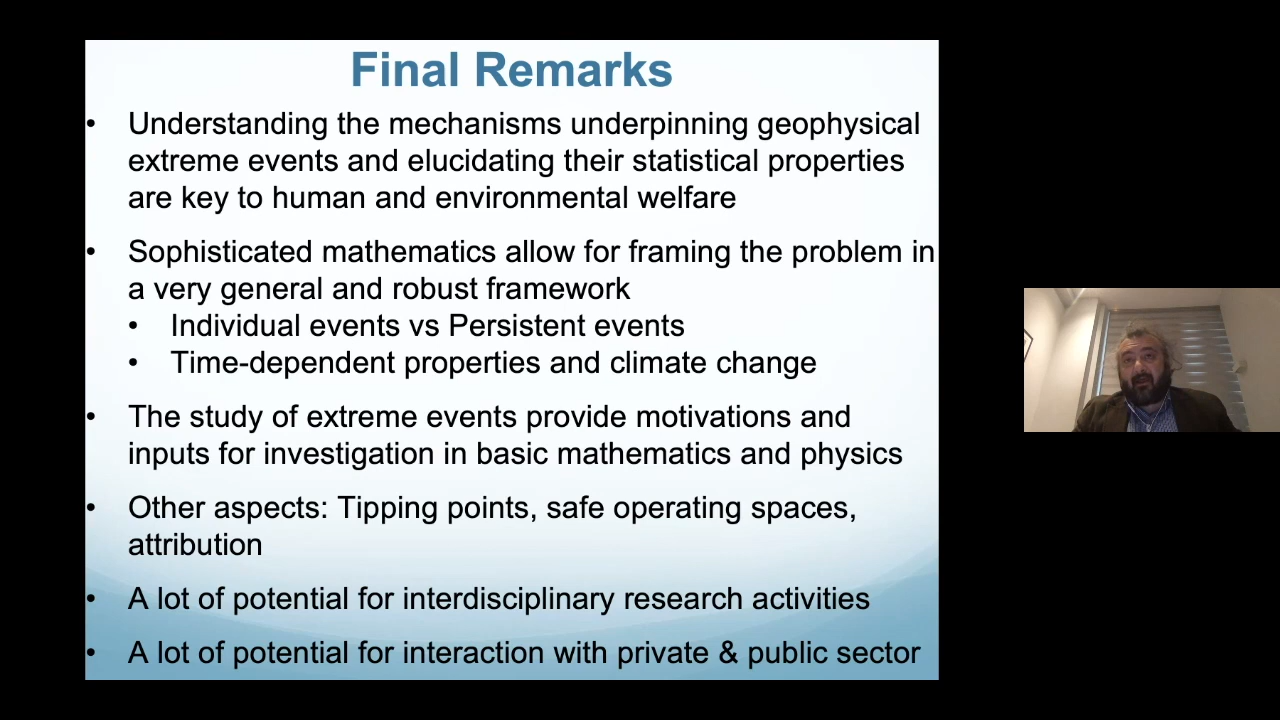 Final Remarks
• Understanding the mechanisms underpinning geophysical
extreme events and elucidating their statistical properties
are key to human and environmental welfare
• Sophisticated mathematics allow for framing the problem in
a very general and robust framework
• Individual events vs Persistent events
• Time-dependent properties and climate change
• The study of extreme events provide motivations and
inputs for investigation in basic mathematics and physics
• Other aspects: Tipping points, safe operating spaces,
attribution
• A lot of potential for interdisciplinary research activities
• A lot of potential for interaction with private & public sector